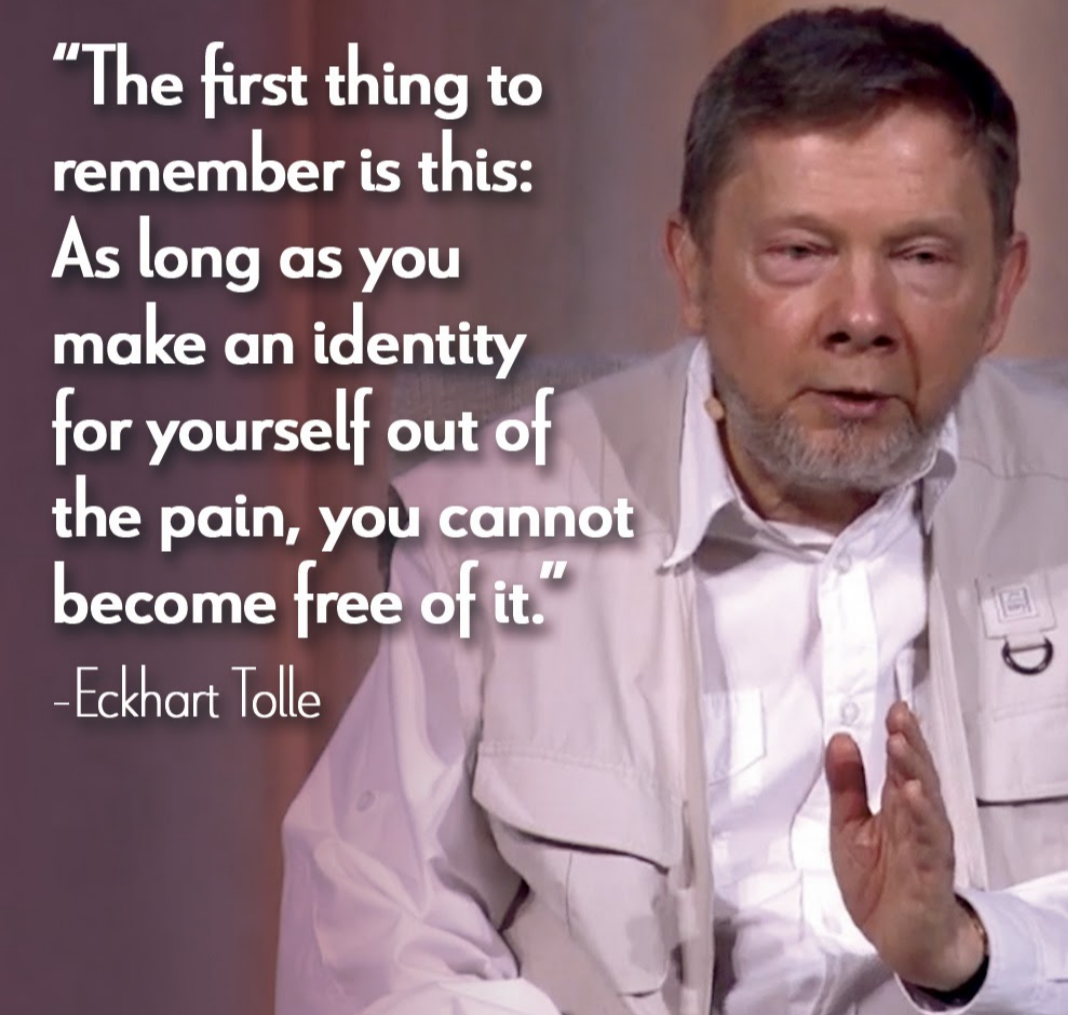 “The first thing to
remember is this:
As long as you
make an identity
for yourself out of
the pain, you cannot
become free of it.”
-Eckhart Tolle